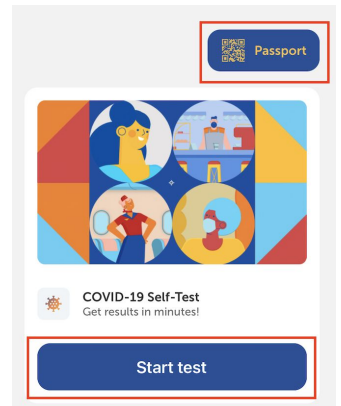 Passport
COVID-19 Self-Test
Get results in minutes!
Start test